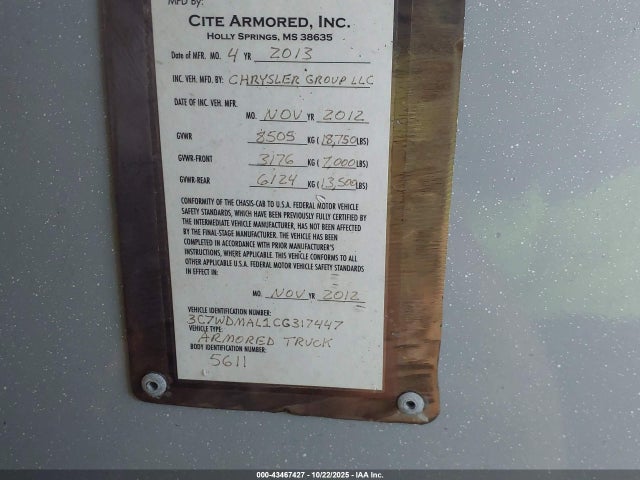 MFD BY:
CITE ARMORED, INC.
HOLLY SPRINGS, MS 38635
Date of MFR. MO. 4 YR 2013
INC. VEH. MFD. BY: CHRYSLER GROUP LLC
DATE OF INC. VEH. MFR.
MO. NOV YR 2012
GVWR 8505 KG (18,750LBS)
GVWR-FRONT 3176 KG (7,000LBS)
GVWR-REAR 6124 KG (13,500LBS)
CONFORMITY OF THE CHASIS-CAB TO U.S.A. FEDERAL MOTOR VEHICLE
SAFETY STANDARDS, WHICH HAVE BEEN PREVIOUSLY FULLY CERTIFIED BY
THE INTERMEDIATE VEHICLE MANUFACTURER, HAS NOT BEEN AFFECTED
BY THE FINAL-STAGE MANUFACTURER. THE VEHICLE HAS BEEN
COMPLETED IN ACCORDANCE WITH PRIOR MANUFACTURER'S
INSTRUCTIONS, WHERE APPLICABLE. THIS VEHICLE CONFORMS TO ALL
OTHER APPLICABLE U.S.A. FEDERAL MOTOR VEHICLE SAFETY STANDARDS
IN EFFECT IN:
MO. NOV YR 2012
VEHICLE IDENTIFICATION NUMBER:
3C7WDMAL1CG317447
VEHICLE TYPE:
ARMORED TRUCK
BODY IDENTIFICATION NUMBER:
5611
000-43467427 - 10/22/2025 - IAA Inc.